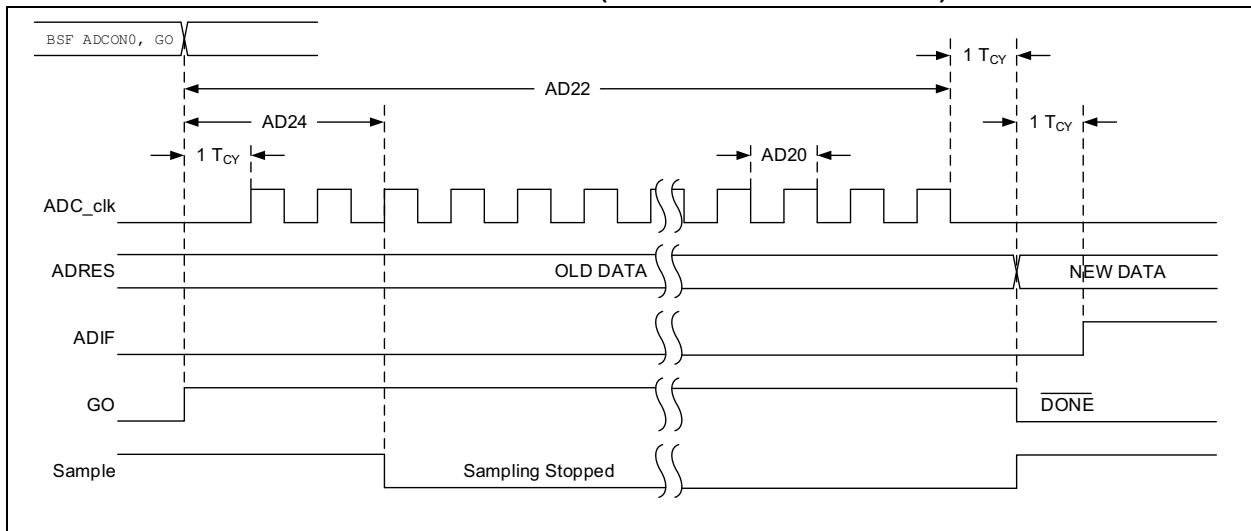 BSF ADCON0, GO
1 TCY
AD22
AD24
1 TCY
1 TCY
AD20
ADC_clk
ADRES
OLD DATA
NEW DATA
ADIF
GO
DONE
Sample
Sampling Stopped